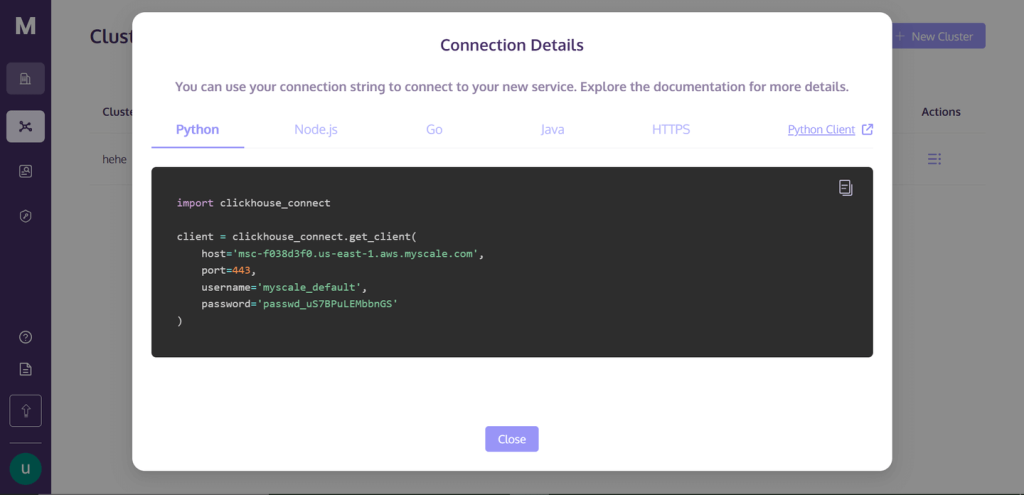 M
Clust
+ New Cluster
Connection Details
You can use your connection string to connect to your new service. Explore the documentation for more details.
Cluste
Actions
Python Node.js Go Java HTTPS Python Client
hehe
import clickhouse_connect
client = clickhouse_connect.get_client(
host='msc-f038d3f0.us-east-1.aws.myscale.com',
port=443,
username='myscale_default',
password='passwd_uS7BPuLEMbbnGS'
)
Close
u